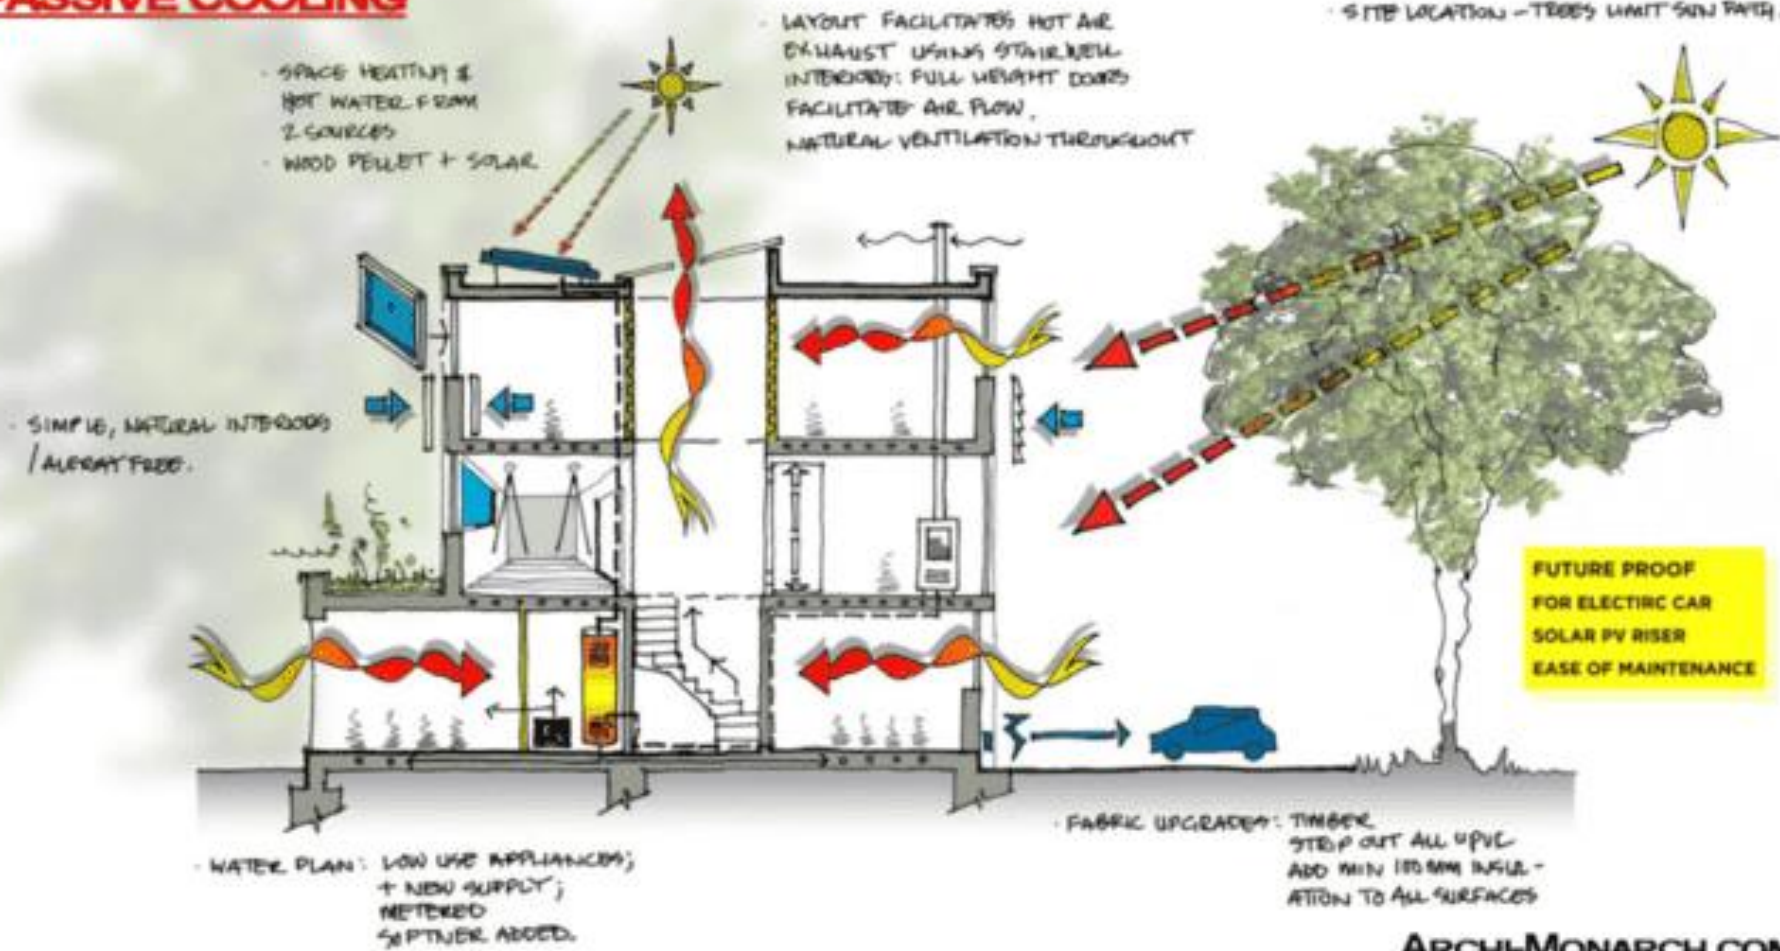 PASSIVE COOLING
· SPACE HEATING &
HOT WATER FROM
2 SOURCES
· WOOD PELLET + SOLAR
· LAYOUT FACILITATES HOT AIR
EXHAUST USING STAIRWELL
INTERIORS: FULL HEIGHT DOORS
FACILITATE AIR FLOW.
NATURAL VENTILATION THROUGHOUT
· SITE LOCATION - TREES LIMIT SUN PATH.
· SIMPLE, NATURAL INTERIORS
/ FREE.
FUTURE PROOF
FOR ELECTIRC CAR
SOLAR PV RISER
EASE OF MAINTENANCE
· WATER PLAN: LOW USE APPLIANCES;
+ NEW SUPPLY;
METERED
SOFTNER ADDED.
· FABRIC UPGRADES: TIMBER
STRIP OUT ALL UPVC
ADD MIN 100MM INSUL-
ATION TO ALL SURFACES
ARCHI-MONARCH.COM